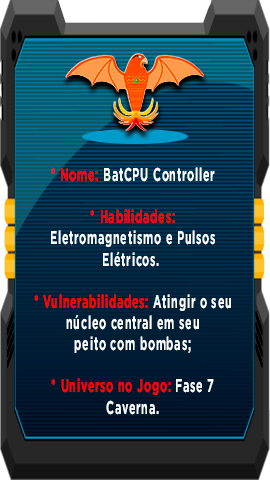 * Nome: BatCPU Controller
* Habilidades:
Eletromagnetismo e Pulsos
Elétricos.
* Vulnerabilidades: Atingir o seu
núcleo central em seu
peito com bombas;
* Universo no Jogo: Fase 7
Caverna.